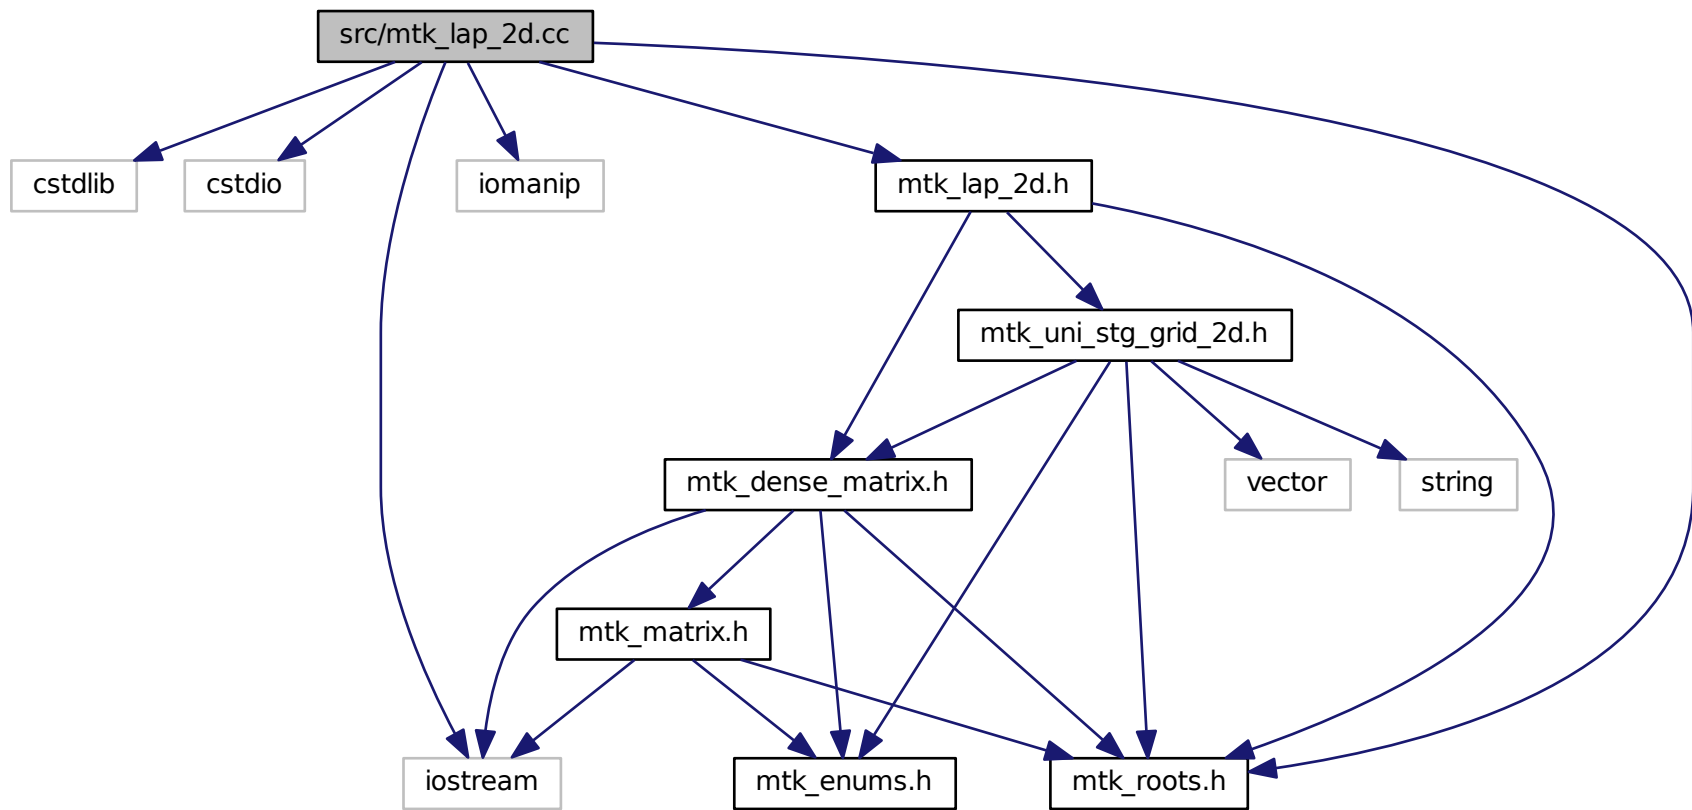 src/mtk_lap_2d.cc
cstdlib
cstdio
iomanip
mtk_lap_2d.h
mtk_uni_stg_grid_2d.h
mtk_dense_matrix.h
vector
string
mtk_matrix.h
iostream
mtk_enums.h
mtk_roots.h